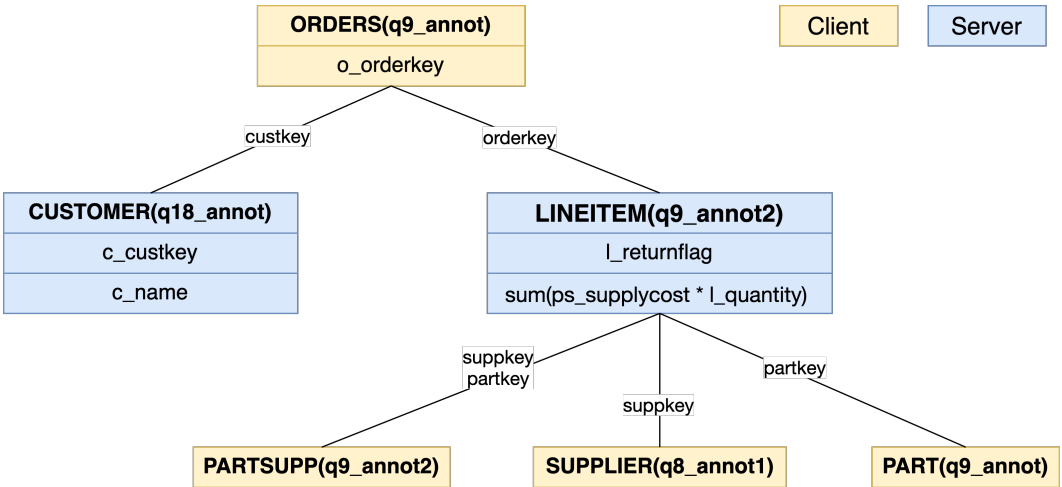 ORDERS(q9_annot)
o_orderkey
Client
Server
custkey
orderkey
CUSTOMER(q18_annot)
c_custkey
c_name
LINEITEM(q9_annot2)
l_returnflag
sum(ps_supplycost * l_quantity)
suppkey
partkey
suppkey
partkey
PARTSUPP(q9_annot2)
SUPPLIER(q8_annot1)
PART(q9_annot)